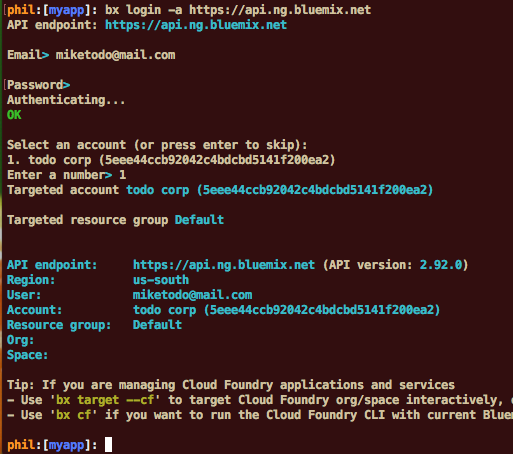 phil:[myapp]: bx login -a https://api.ng.bluemix.net
API endpoint: https://api.ng.bluemix.net
Email> miketodo@mail.com
Password>
Authenticating...
OK
Select an account (or press enter to skip):
1. todo corp (5eee44ccb92042c4bdcbd5141f200ea2)
Enter a number> 1
Targeted account todo corp (5eee44ccb92042c4bdcbd5141f200ea2)
Targeted resource group Default
API endpoint: https://api.ng.bluemix.net (API version: 2.92.0)
Region: us-south
User: miketodo@mail.com
Account: todo corp (5eee44ccb92042c4bdcbd5141f200ea2)
Resource group: Default
Org:
Space:
Tip: If you are managing Cloud Foundry applications and services
- Use 'bx target --cf' to target Cloud Foundry org/space interactively,
- Use 'bx cf' if you want to run the Cloud Foundry CLI with current
phil:[myapp]: